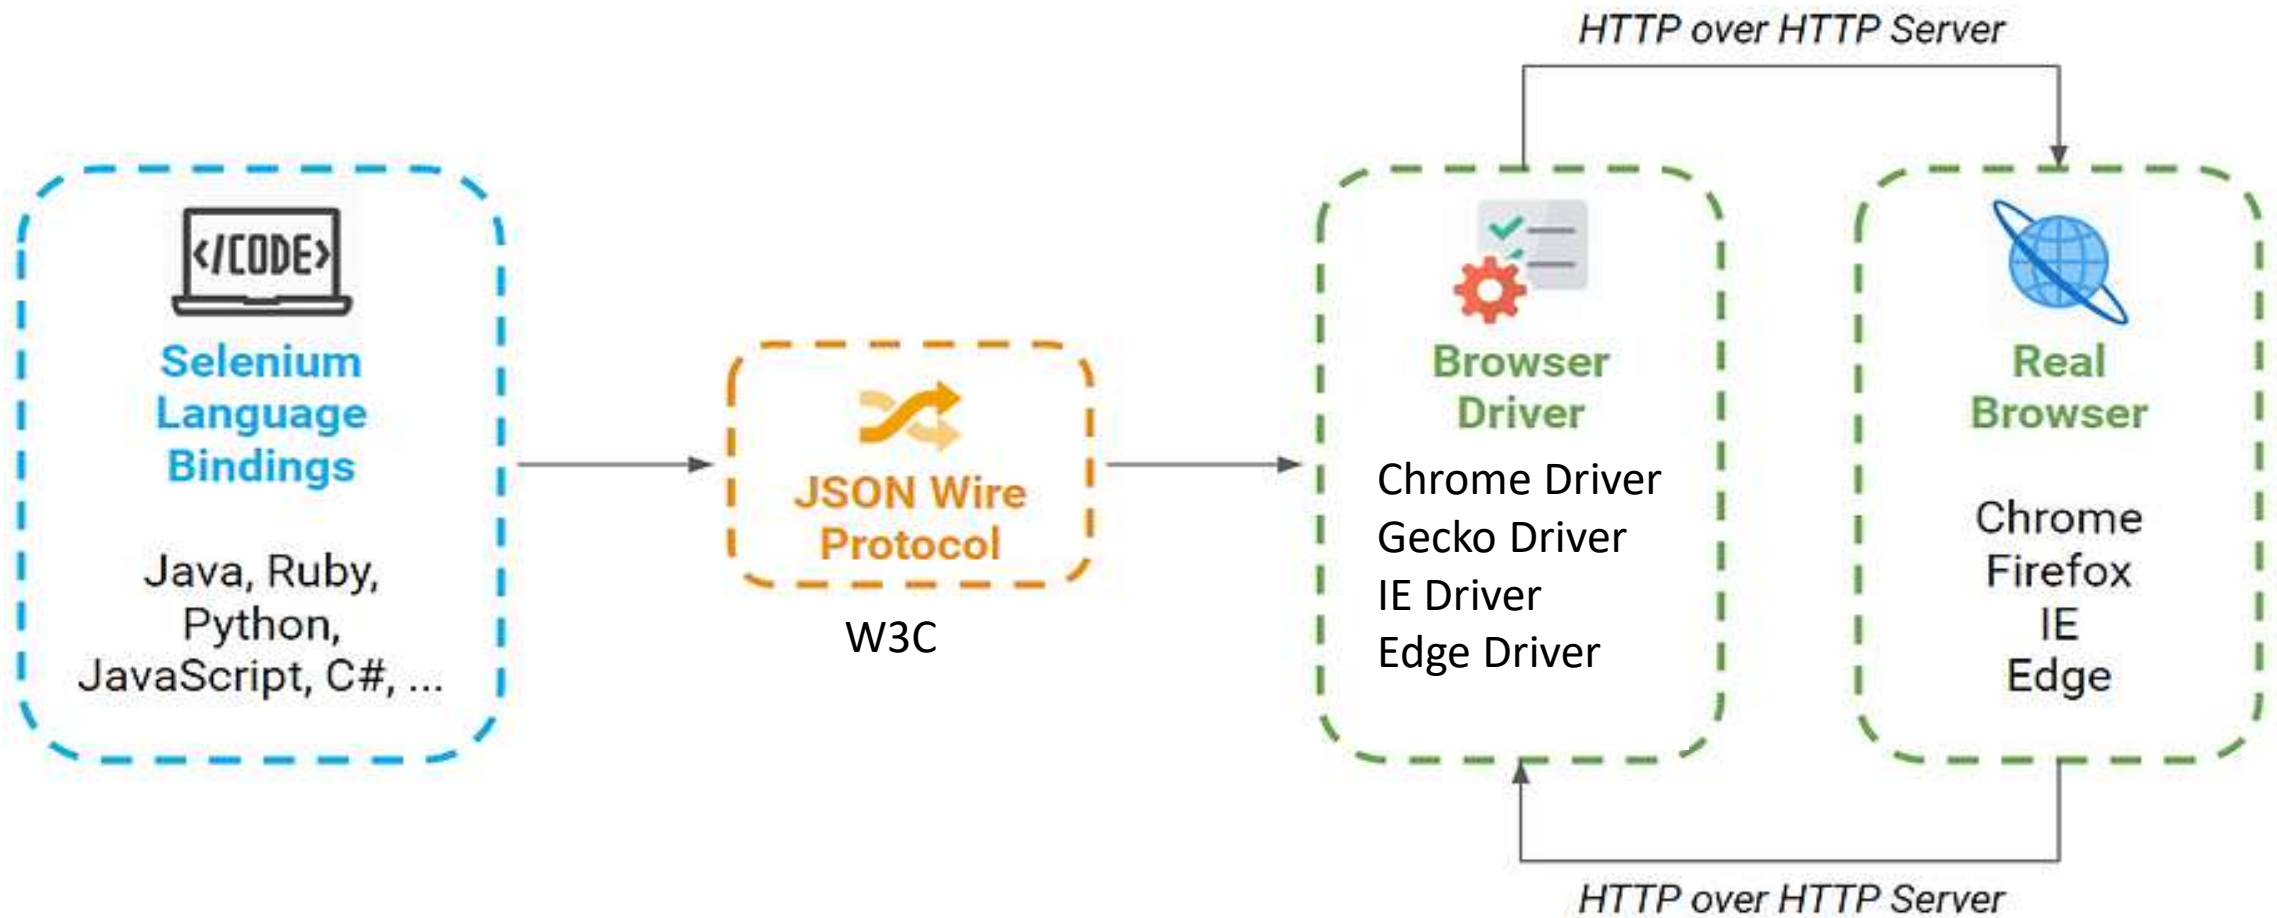 HTTP over HTTP Server
</CODE>
Selenium
Language
Bindings
Java, Ruby,
Python,
JavaScript, C#, ...
JSON Wire
Protocol
W3C
Browser
Driver
Chrome Driver
Gecko Driver
IE Driver
Edge Driver
Real
Browser
Chrome
Firefox
IE
Edge
HTTP over HTTP Server